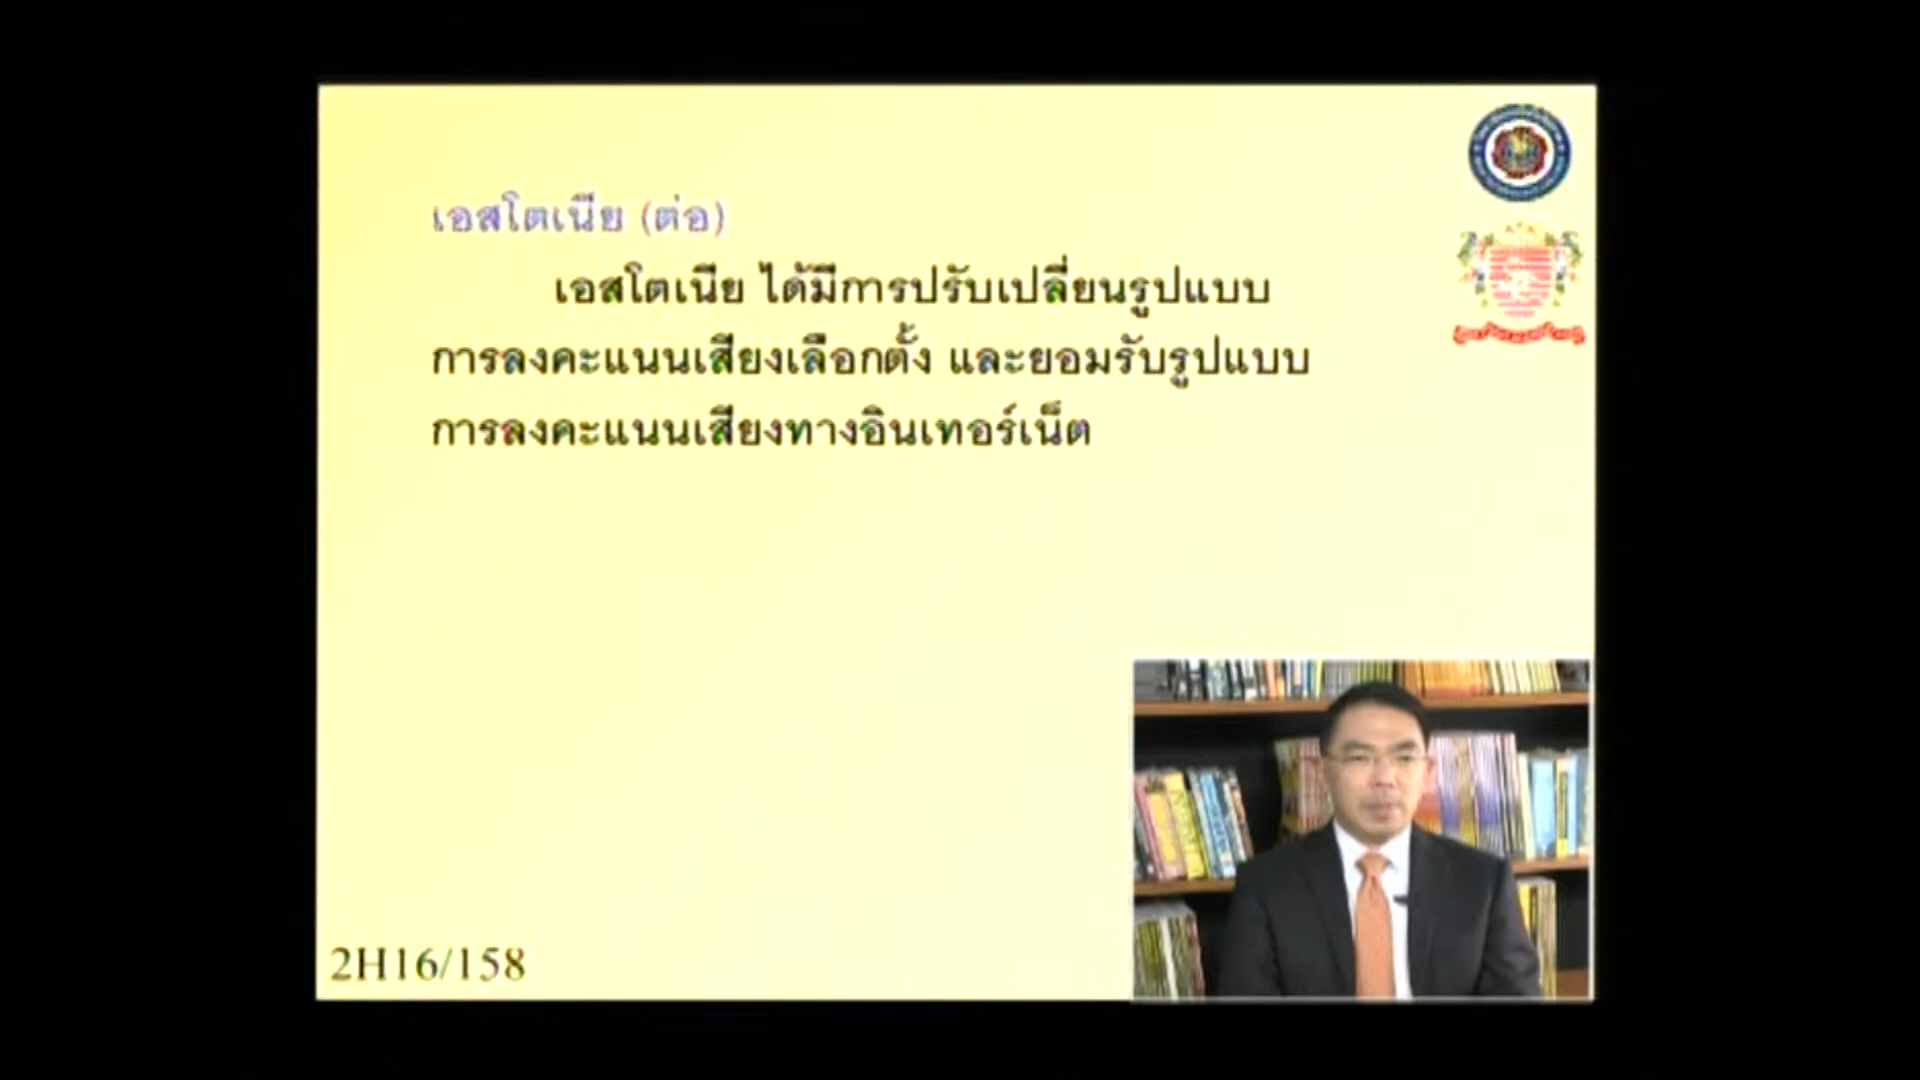 เอสโตเนีย (ต่อ)
เอสโตเนีย ได้มีการปรับเปลี่ยนรูปแบบ
การลงคะแนนเสียงเลือกตั้ง และยอมรับรูปแบบ
การลงคะแนนเสียงทางอินเทอร์เน็ต
2H16/158